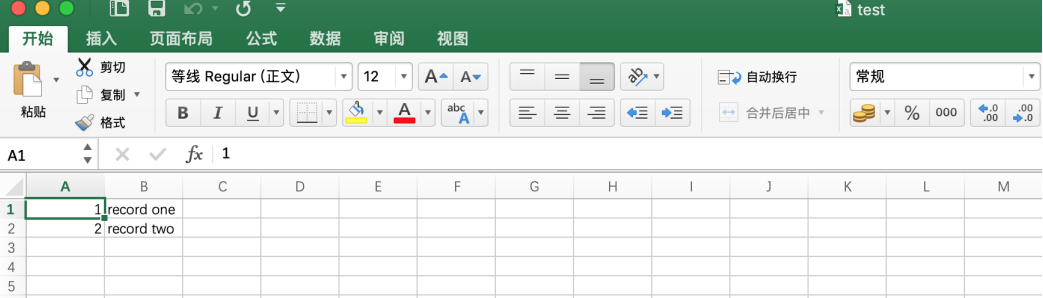 test
开始 插入 页面布局 公式 数据 审阅 视图
剪切
复制
格式
粘贴
等线 Regular (正文) 12 A A
自动换行
常规
B I U A abc A
合并后居中
% 000 .0 .00 .00 .0
A1 fx 1
A B C D E F G H I J K L M
1 1 record one
2 2 record two
3
4
5